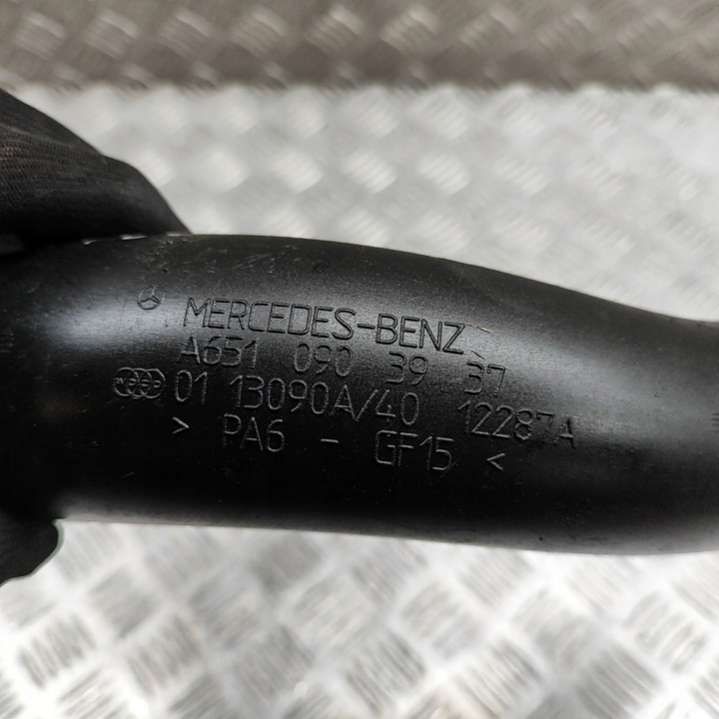 MERCEDES-BENZ
A651 090 39 37
01 13090A/40 12287A
> PA6 - GF15 <